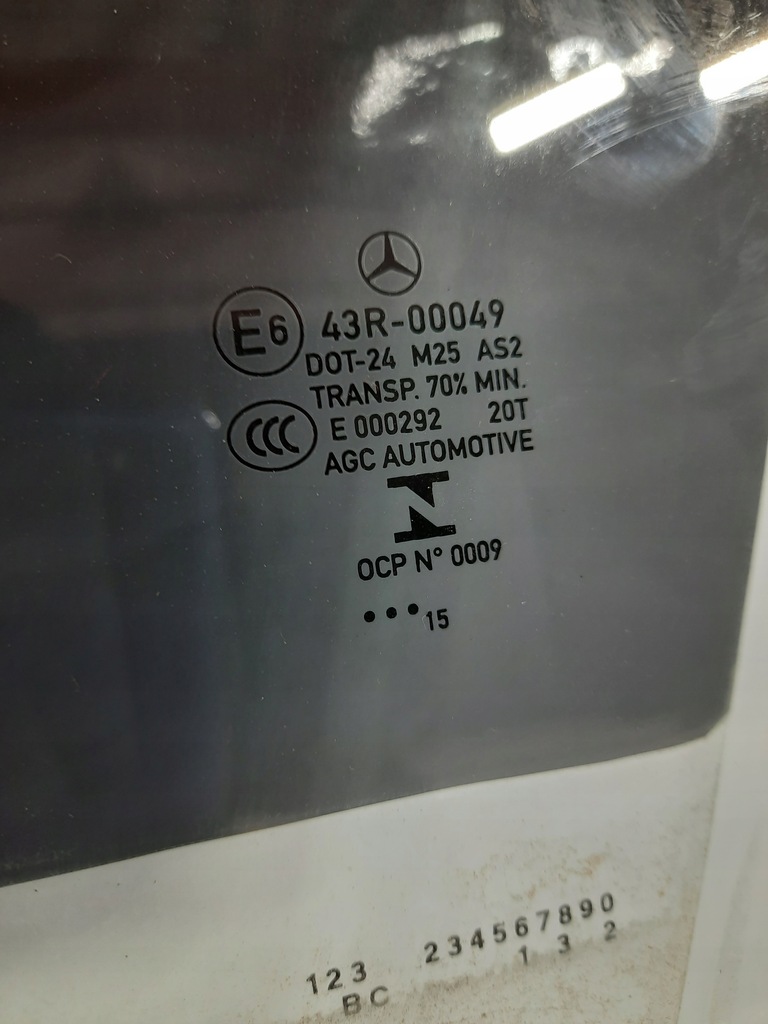 E6 43R-00049
DOT-24 M25 AS2
TRANSP. 70% MIN.
CCC E 000292 20T
AGC AUTOMOTIVE
OCP N° 0009
••• 15
123 234567890
BC 1 3 2